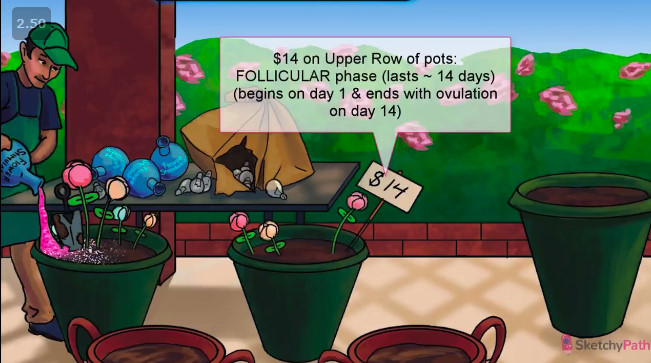 2.50
$14 on Upper Row of pots:
FOLLICULAR phase (lasts ~ 14 days)
(begins on day 1 & ends with ovulation
on day 14)
$14
SketchyPath